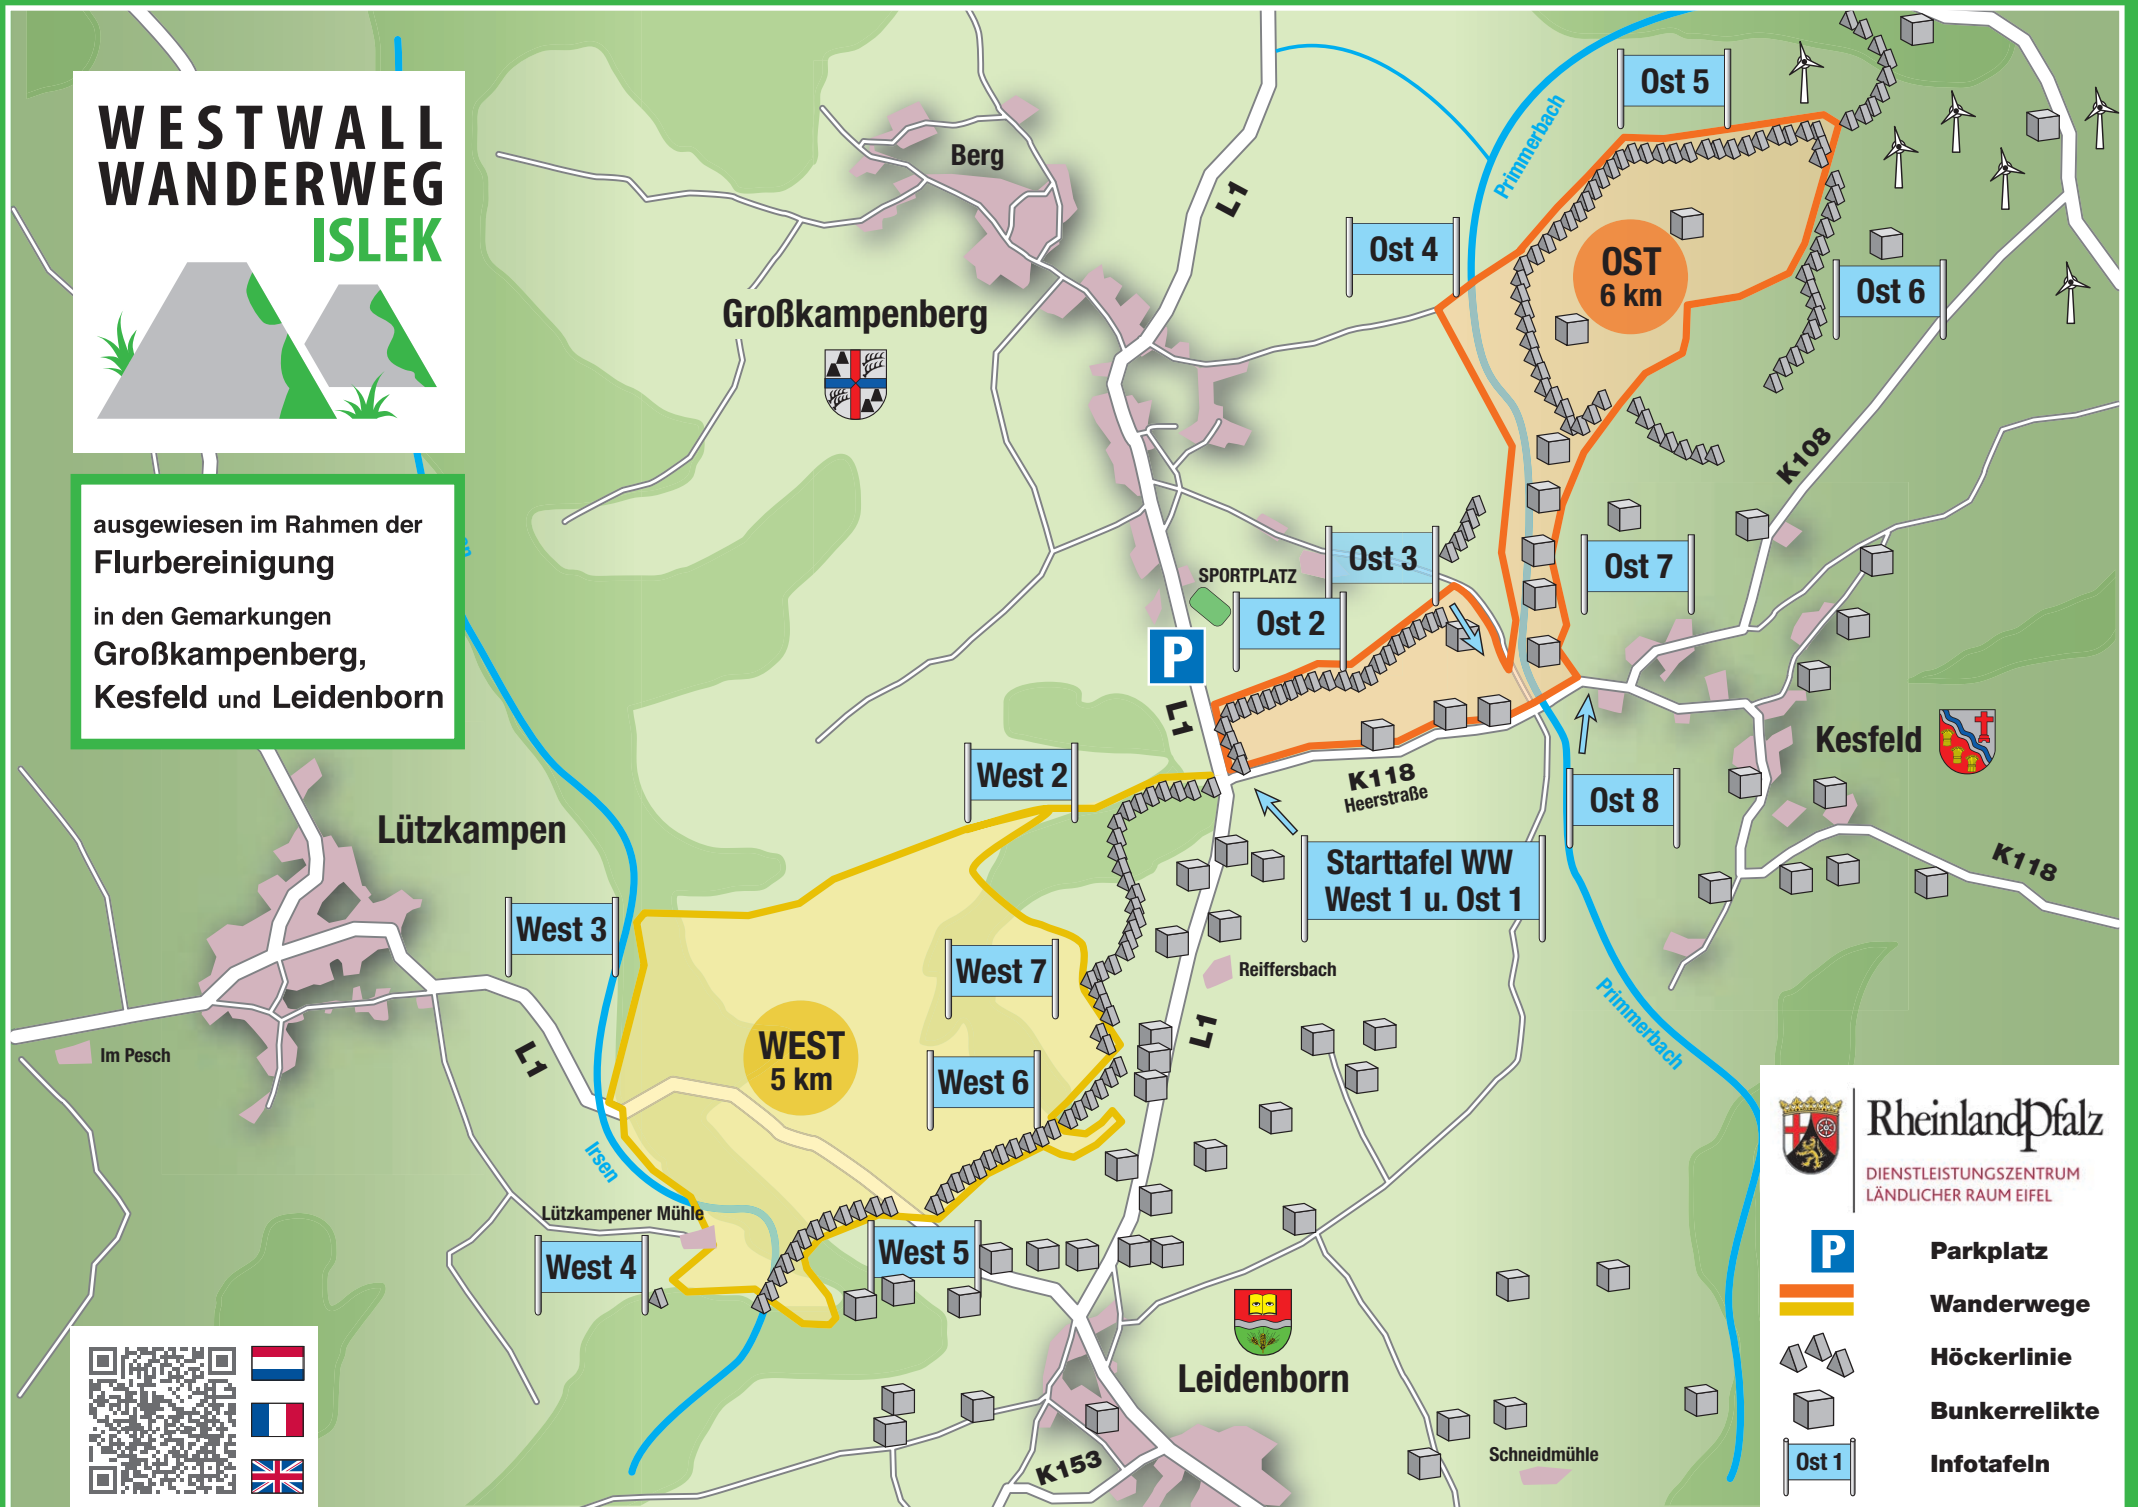 WESTWALL
WANDERWEG
ISLEK
ausgewiesen im Rahmen der
Flurbereinigung
in den Gemarkungen
Großkampenberg,
Kesfeld und Leidenborn
Berg
Großkampenberg
L1
Primmerbach
Ost 5
Ost 4
OST
6 km
Ost 6
K108
Ost 3
Ost 7
SPORTPLATZ
Ost 2
P
L1
Kesfeld
West 2
K118
Heerstraße
Ost 8
Lützkampen
Starttafel WW
West 1 u. Ost 1
K118
West 3
West 7
Reiffersbach
Primmerbach
WEST
5 km
L1
Im Pesch
L1
West 6
Irsen
Lützkampener Mühle
West 4
West 5
Leidenborn
K153
Schneidmühle
RheinlandPfalz
DIENSTLEISTUNGSZENTRUM
LÄNDLICHER RAUM EIFEL
P Parkplatz
Wanderwege
Höckerlinie
Bunkerrelikte
Ost 1 Infotafeln